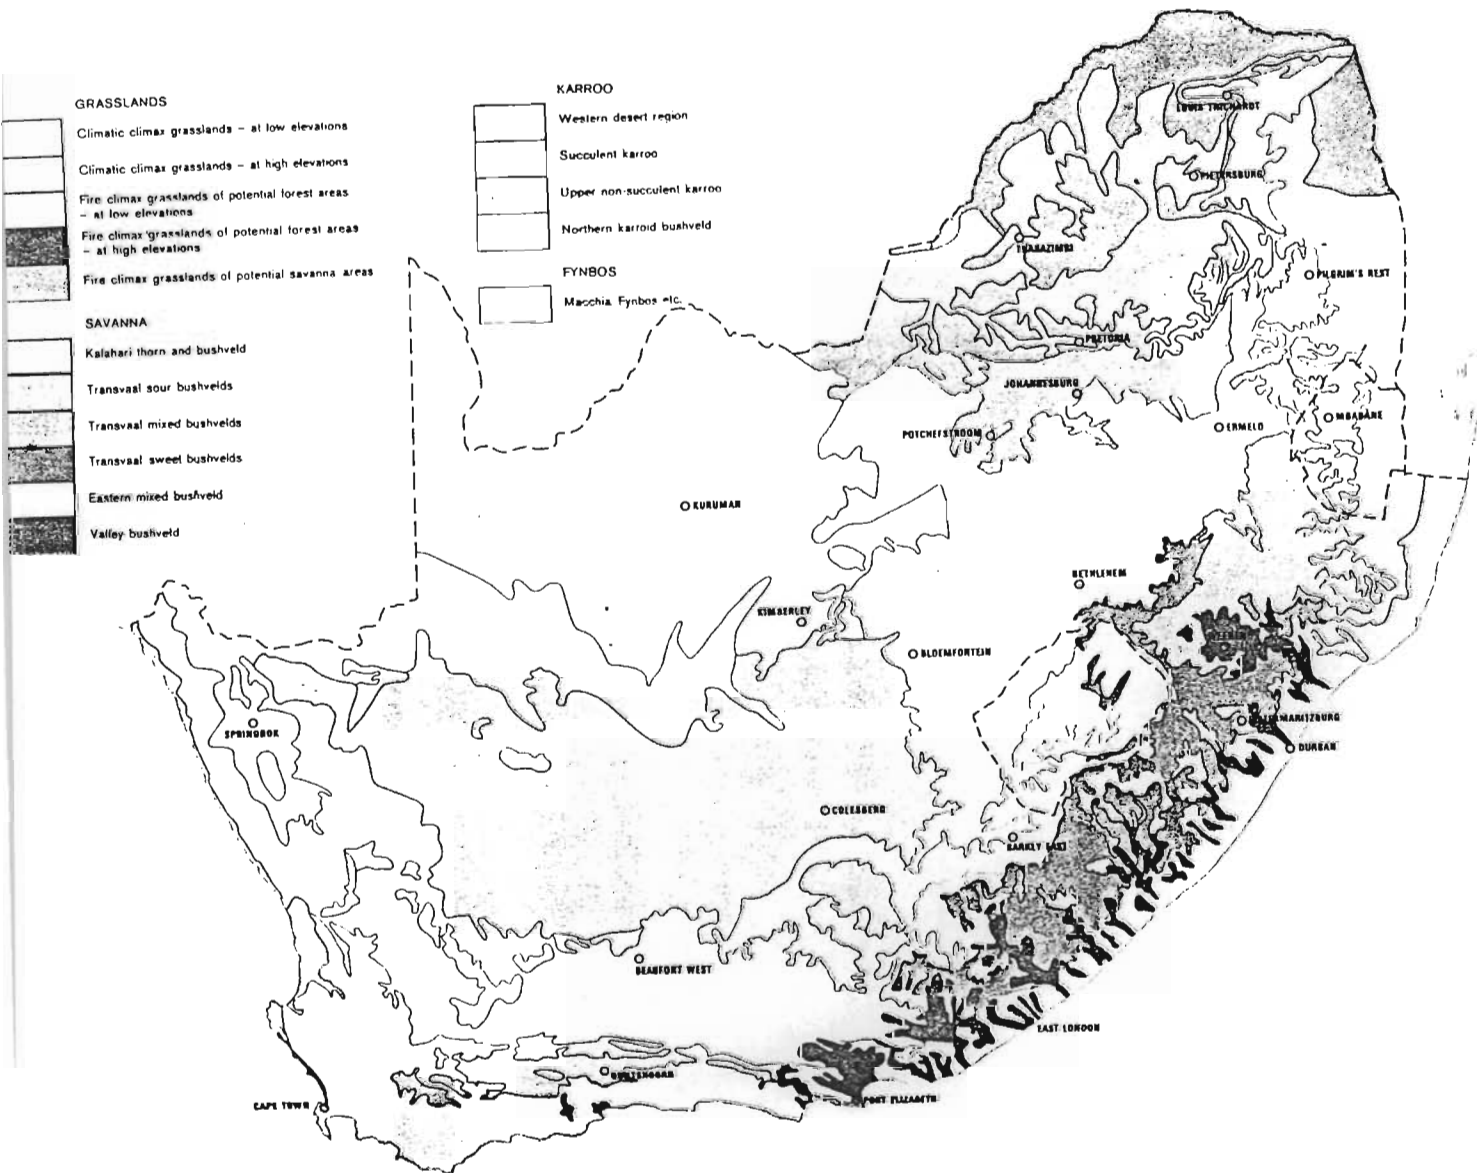 GRASSLANDS
Climatic climax grasslands – at low elevations
Climatic climax grasslands – at high elevations
Fire climax grasslands of potential forest areas
– at low elevations
Fire climax grasslands of potential forest areas
– at high elevations
Fire climax grasslands of potential savanna areas
SAVANNA
Kalahari thorn and bushveld
Transvaal sour bushvelds
Transvaal mixed bushvelds
Transvaal sweet bushvelds
Eastern mixed bushveld
Valley bushveld
KARROO
Western desert region
Succulent karroo
Upper non-succulent karroo
Northern karroid bushveld
FYNBOS
Macchia Fynbos etc.
LOUIS TRICHARDT
PIETERSBURG
THABAZIMBI
PILGRIM'S REST
PRETORIA
JOHANNESBURG
POTCHEFSTROOM
ERMELO
MBABANE
KURUMAN
BETHLEHEM
KIMBERLEY
BLOEMFONTEIN
SPRINGBOK
DURBAN
COLESBERG
BARKLY EAST
BEAUFORT WEST
EAST LONDON
CAPE TOWN
PORT ELIZABETH